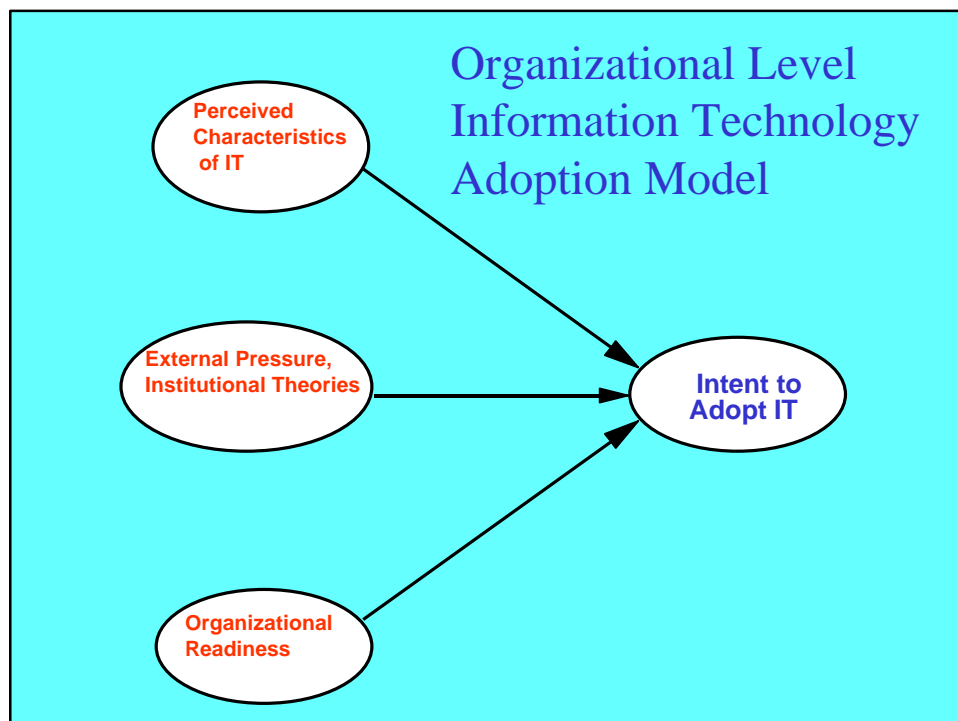 Organizational Level
Information Technology
Adoption Model
Perceived
Characteristics
of IT
External Pressure,
Institutional Theories
Intent to
Adopt IT
Organizational
Readiness